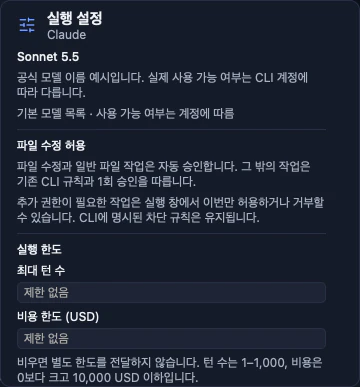 실행 설정
Claude
Sonnet 5.5
공식 모델 이름 예시입니다. 실제 사용 가능 여부는 CLI 계정에
따라 다릅니다.
기본 모델 목록 · 사용 가능 여부는 계정에 따름
파일 수정 허용
파일 수정과 일반 파일 작업은 자동 승인합니다. 그 밖의 작업은
기존 CLI 규칙과 1회 승인을 따릅니다.
추가 권한이 필요한 작업은 실행 창에서 이번만 허용하거나 거부할
수 있습니다. CLI에 명시된 차단 규칙은 유지됩니다.
실행 한도
최대 턴 수
제한 없음
비용 한도 (USD)
제한 없음
비우면 별도 한도를 전달하지 않습니다. 턴 수는 1–1,000, 비용은
0보다 크고 10,000 USD 이하입니다.